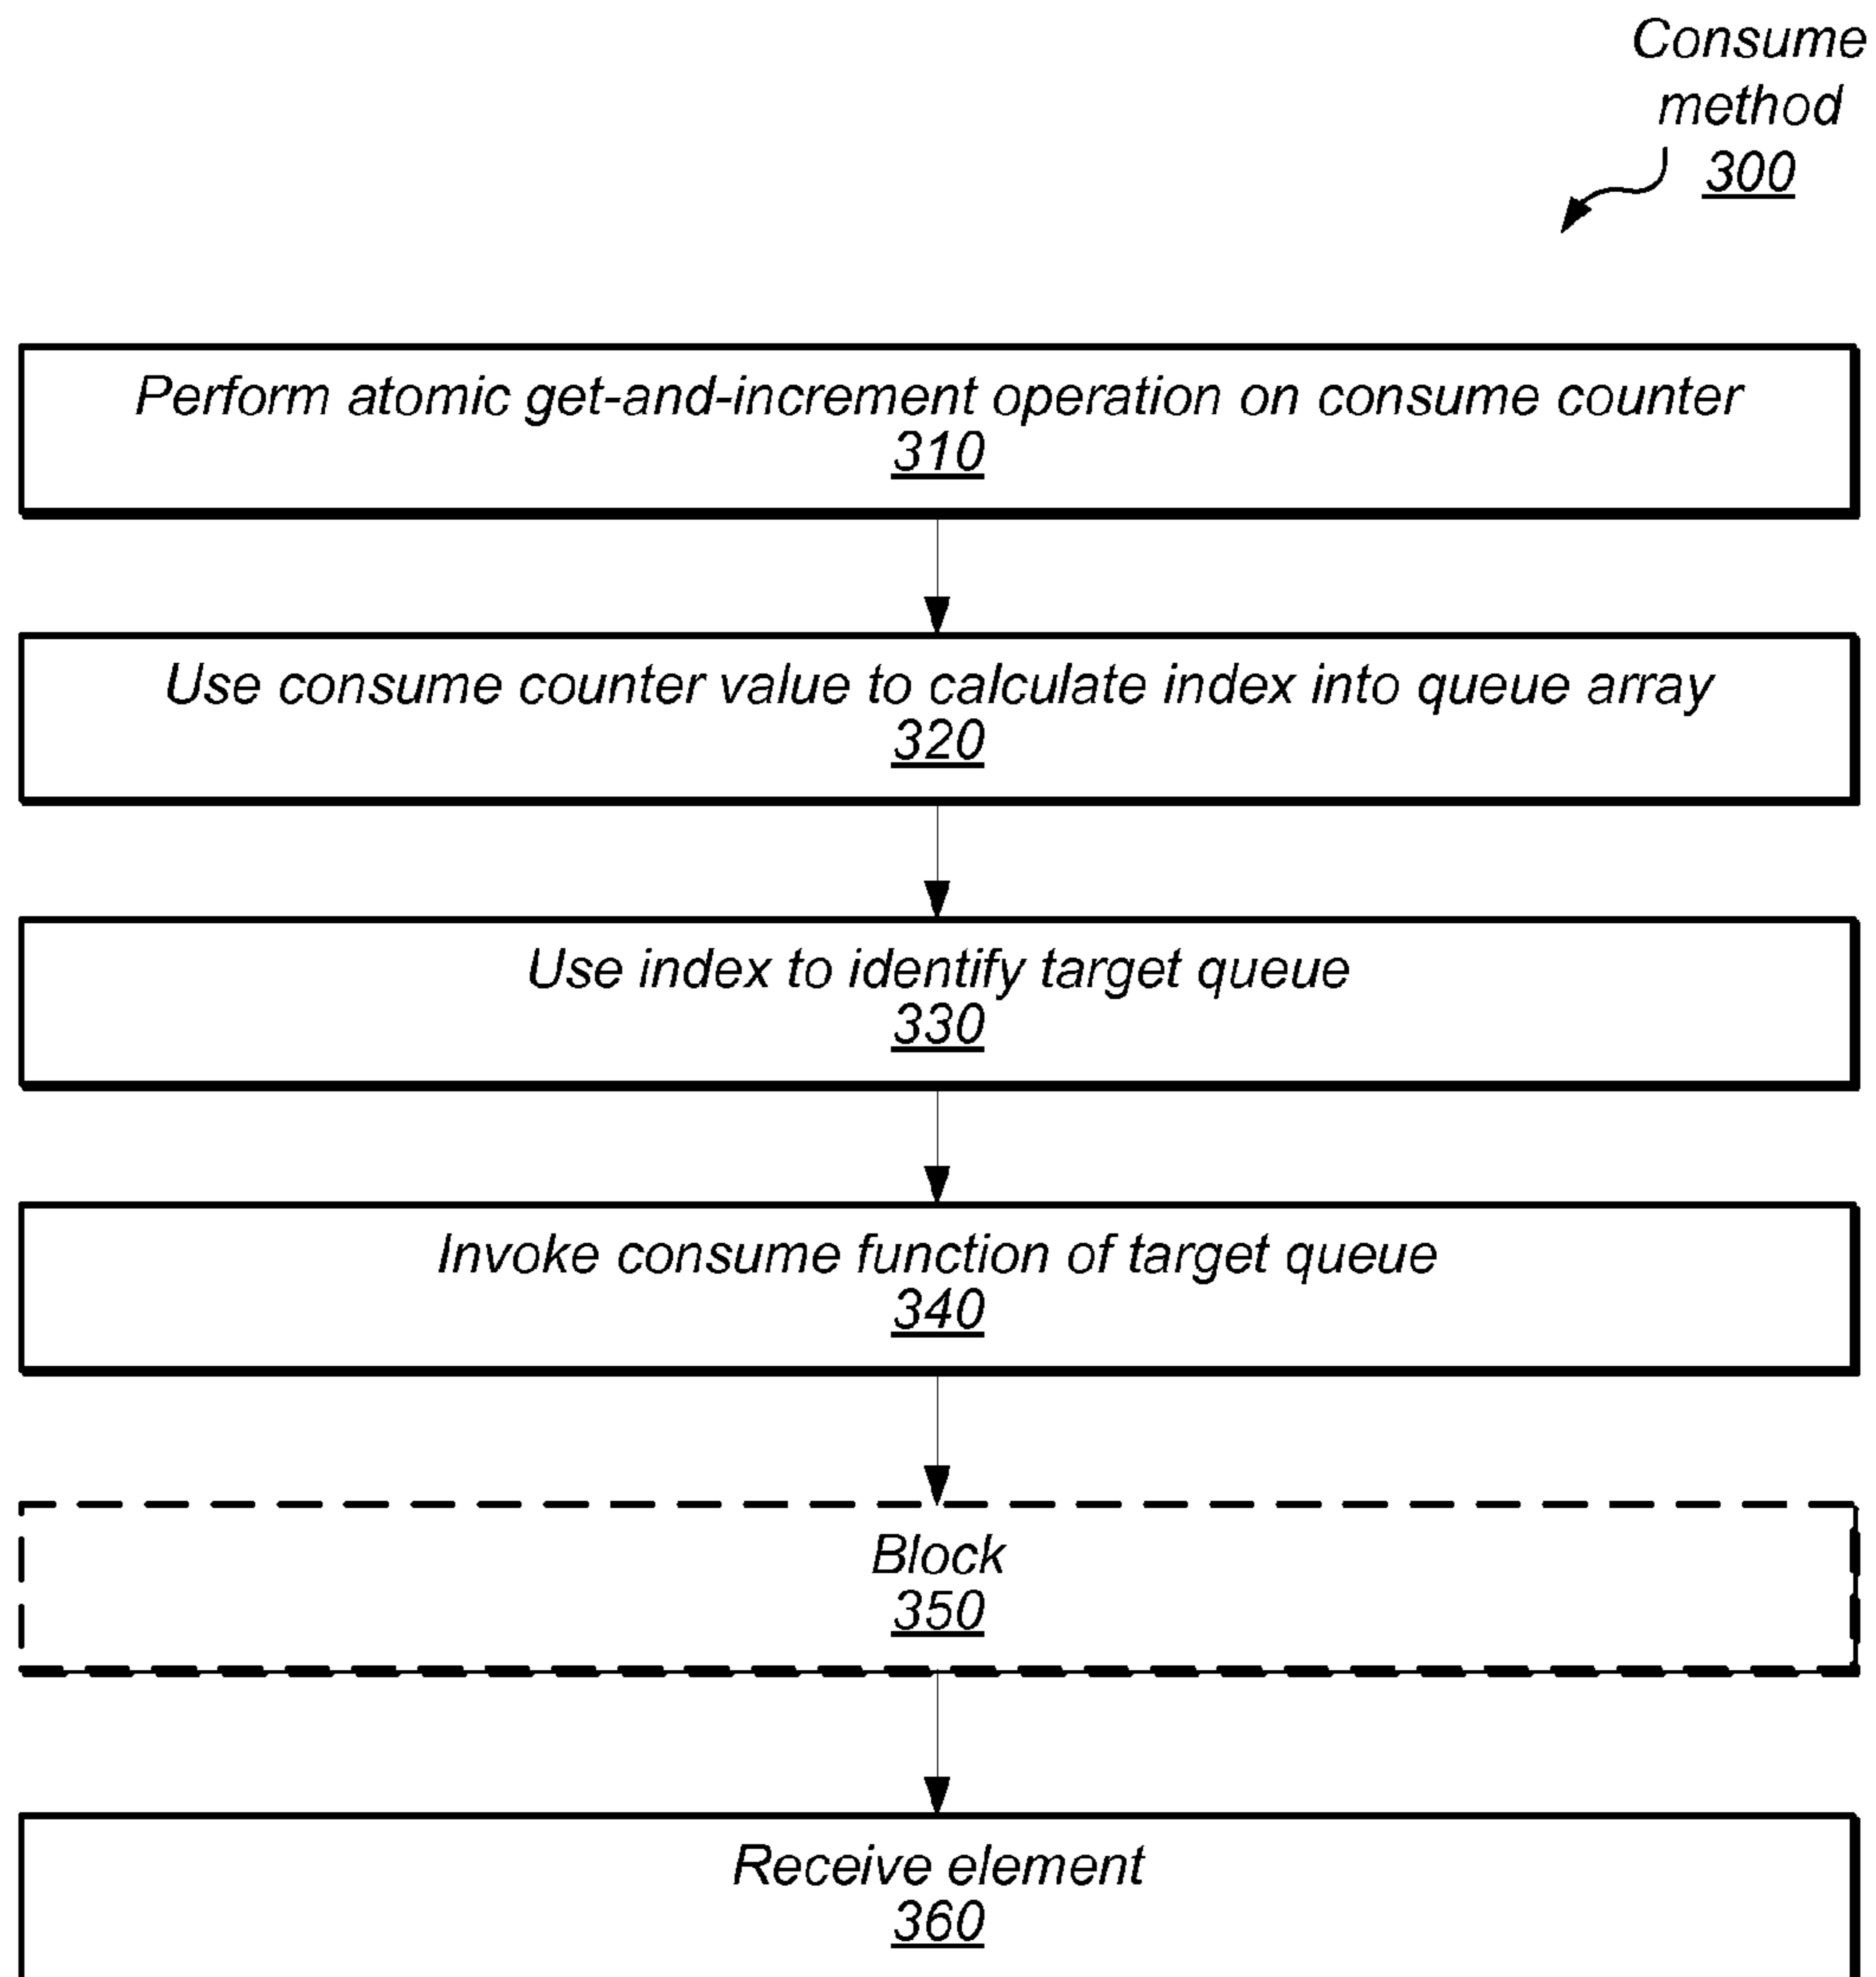 Consume
method
300
Perform atomic get-and-increment operation on consume counter
310
Use consume counter value to calculate index into queue array
320
Use index to identify target queue
330
Invoke consume function of target queue
340
Block
350
Receive element
360